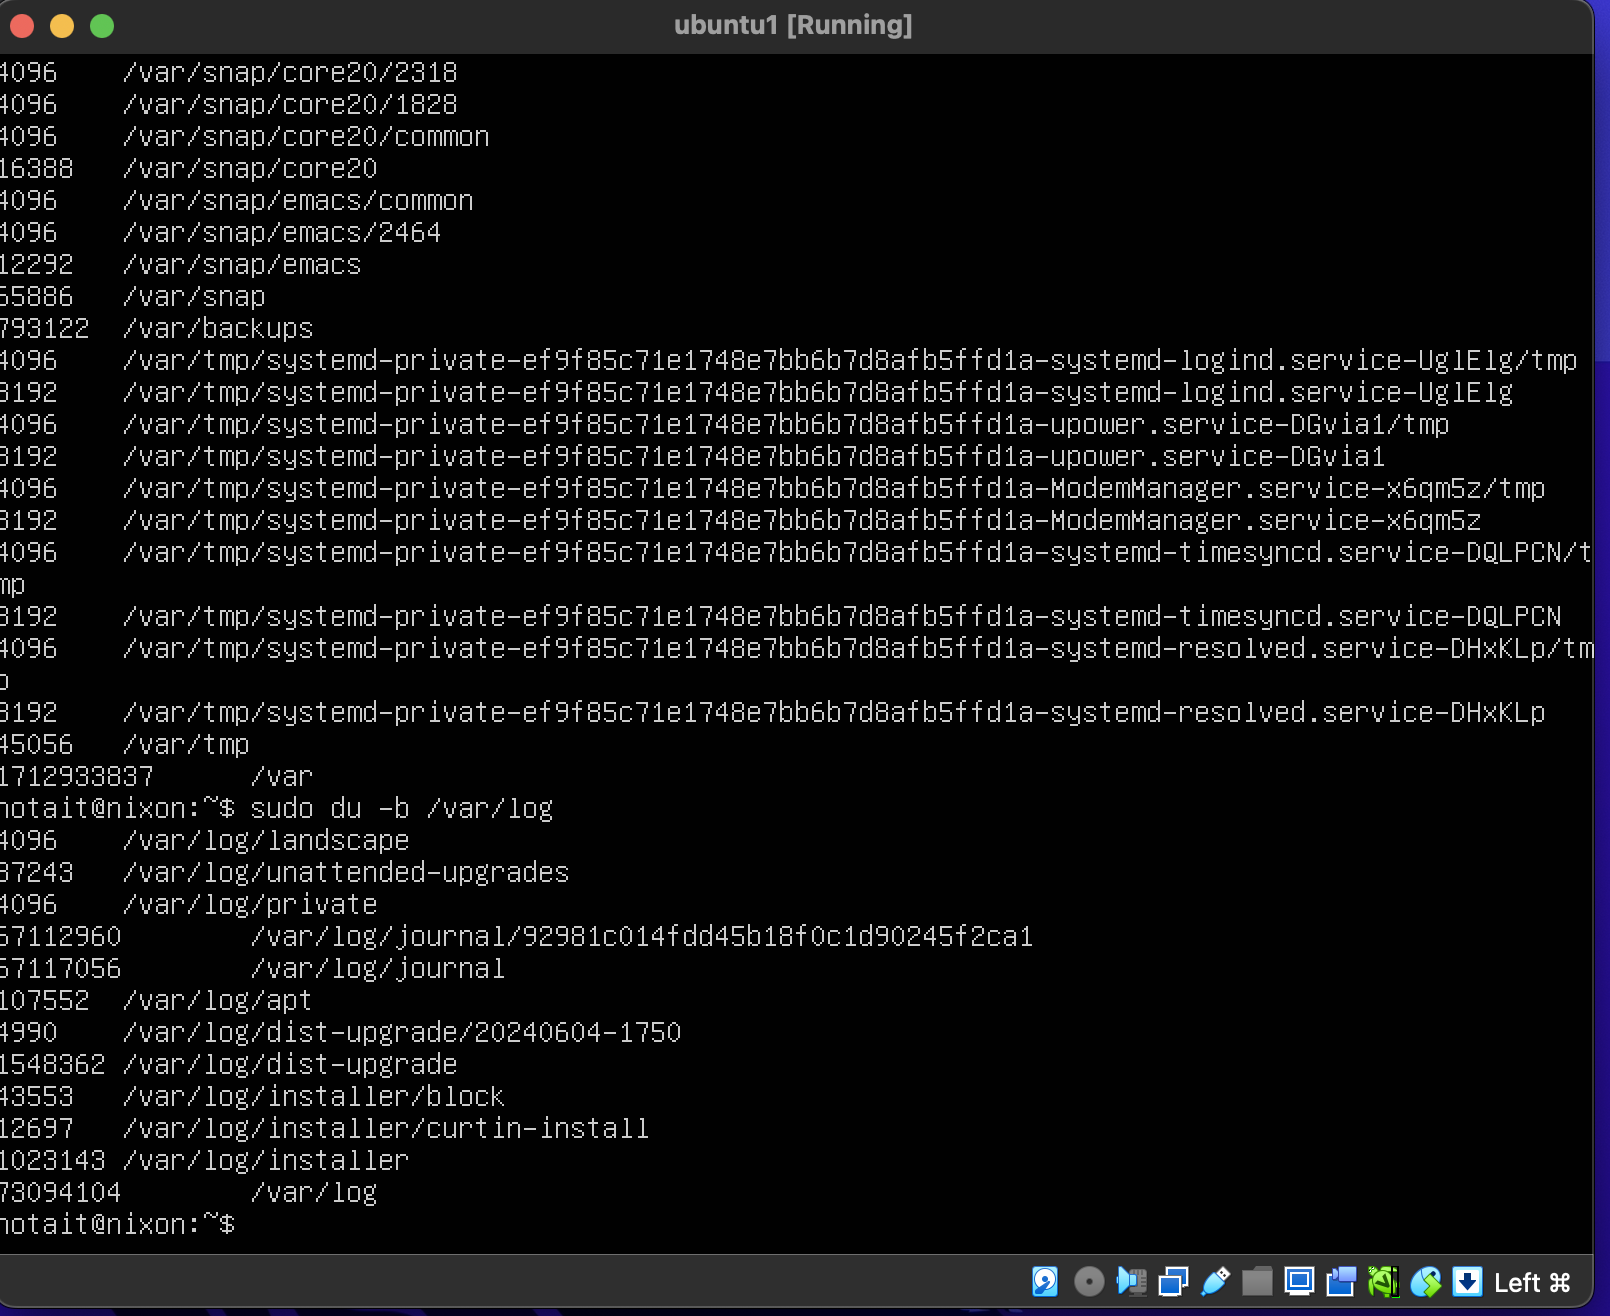 ubuntu1 [Running]
4096 /var/snap/core20/2318
4096 /var/snap/core20/1828
4096 /var/snap/core20/common
16388 /var/snap/core20
4096 /var/snap/emacs/common
4096 /var/snap/emacs/2464
12292 /var/snap/emacs
65886 /var/snap
793122 /var/backups
4096 /var/tmp/systemd-private-ef9f85c71e1748e7bb6b7d8afb5ffd1a-systemd-logind.service-UglElg/tmp
8192 /var/tmp/systemd-private-ef9f85c71e1748e7bb6b7d8afb5ffd1a-systemd-logind.service-UglElg
4096 /var/tmp/systemd-private-ef9f85c71e1748e7bb6b7d8afb5ffd1a-upower.service-DGvia1/tmp
8192 /var/tmp/systemd-private-ef9f85c71e1748e7bb6b7d8afb5ffd1a-upower.service-DGvia1
4096 /var/tmp/systemd-private-ef9f85c71e1748e7bb6b7d8afb5ffd1a-ModemManager.service-x6qm5z/tmp
8192 /var/tmp/systemd-private-ef9f85c71e1748e7bb6b7d8afb5ffd1a-ModemManager.service-x6qm5z
4096 /var/tmp/systemd-private-ef9f85c71e1748e7bb6b7d8afb5ffd1a-systemd-timesyncd.service-DQLPCN/t
mp
8192 /var/tmp/systemd-private-ef9f85c71e1748e7bb6b7d8afb5ffd1a-systemd-timesyncd.service-DQLPCN
4096 /var/tmp/systemd-private-ef9f85c71e1748e7bb6b7d8afb5ffd1a-systemd-resolved.service-DHxKLp/tm
p
8192 /var/tmp/systemd-private-ef9f85c71e1748e7bb6b7d8afb5ffd1a-systemd-resolved.service-DHxKLp
45056 /var/tmp
1712933837 /var
hotait@nixon:~$ sudo du -b /var/log
4096 /var/log/landscape
87243 /var/log/unattended-upgrades
4096 /var/log/private
67112960 /var/log/journal/92981c014fdd45b18f0c1d90245f2ca1
67117056 /var/log/journal
107552 /var/log/apt
4990 /var/log/dist-upgrade/20240604-1750
1548362 /var/log/dist-upgrade
43553 /var/log/installer/block
12697 /var/log/installer/curtin-install
1023143 /var/log/installer
73094104 /var/log
hotait@nixon:~$
Left ⌘